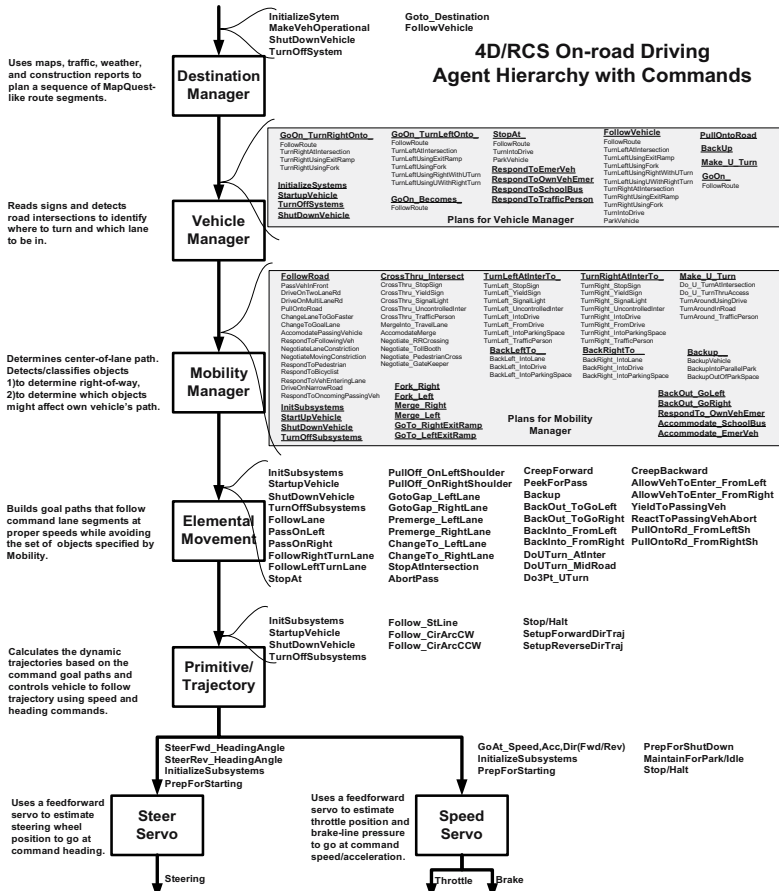 InitializeSytem
MakeVehOperational
ShutDownVehicle
TurnOffSystem
Goto_Destination
FollowVehicle
4D/RCS On-road Driving
Agent Hierarchy with Commands
Uses maps, traffic, weather,
and construction reports to
plan a sequence of MapQuest-
like route segments.
Destination
Manager
GoOn_TurnRightOnto_
FollowRoute
TurnRightAtIntersection
TurnRightUsingExitRamp
TurnRightUsingFork
InitializeSystems
StartupVehicle
TurnOffSystems
ShutDownVehicle
GoOn_TurnLeftOnto_
FollowRoute
TurnLeftAtIntersection
TurnLeftUsingExitRamp
TurnLeftUsingFork
TurnLeftUsingRightWithUTurn
TurnLeftUsingUWithRightTurn
GoOn_Becomes_
FollowRoute
StopAt_
FollowRoute
TurnIntoDrive
ParkVehicle
RespondToEmerVeh
RespondToOwnVehEmer
RespondToSchoolBus
RespondToTrafficPerson
FollowVehicle
FollowRoute
TurnLeftAtIntersection
TurnLeftUsingExitRamp
TurnLeftUsingFork
TurnLeftUsingRightWithUTurn
TurnLeftUsingUWithRightTurn
TurnRightAtIntersection
TurnRightUsingExitRamp
TurnRightUsingFork
TurnIntoDrive
ParkVehicle
PullOntoRoad
BackUp
Make_U_Turn
GoOn_
FollowRoute
Plans for Vehicle Manager
Reads signs and detects
road intersections to identify
where to turn and which lane
to be in.
Vehicle
Manager
FollowRoad
PassVehInFront
DriveOnTwoLaneRd
DriveOnMultiLaneRd
PullOntoRoad
ChangeLaneToGoFaster
ChangeToGoalLane
AccomodatePassingVehicle
RespondToFollowingVeh
NegotiateLaneConstriction
NegotiateMovingConstriction
RespondToPedestrian
RespondToBicyclist
RespondToVehEnteringLane
DriveOnNarrowRoad
RespondToOncomingPassingVeh
InitSubsystems
StartUpVehicle
ShutDownVehicle
TurnOffSubsystems
CrossThru_Intersect
CrossThru_StopSign
CrossThru_YieldSign
CrossThru_SignalLight
CrossThru_UncontrolledInter
CrossThru_TrafficPerson
MergeInto_TravelLane
AccomodateMerge
Negotiate_RRCrossing
Negotiate_TollBooth
Negotiate_PedestrianCross
Negotiate_GateKeeper
Fork_Right
Fork_Left
Merge_Right
Merge_Left
GoTo_RightExitRamp
GoTo_LeftExitRamp
TurnLeftAtInterTo_
TurnLeft_StopSign
TurnLeft_YieldSign
TurnLeft_SignalLight
TurnLeft_UncontrolledInter
TurnLeft_IntoDrive
TurnLeft_FromDrive
TurnLeft_IntoParkingSpace
TurnLeft_TrafficPerson
BackLeftTo__
BackLeft_IntoLane
BackLeft_IntoDrive
BackLeft_IntoParkingSpace
TurnRightAtInterTo_
TurnRight_StopSign
TurnRight_YieldSign
TurnRight_SignalLight
TurnRight_UncontrolledInter
TurnRight_IntoDrive
TurnRight_FromDrive
TurnRight_IntoParkingSpace
TurnRight_TrafficPerson
BackRightTo__
BackRight_IntoLane
BackRight_IntoDrive
BackRight_IntoParkingSpace
Make_U_Turn
Do_U_TurnAtIntersection
Do_U_TurnThruAccess
TurnAroundUsingDrive
TurnAroundInRoad
TurnAround_TrafficPerson
Backup__
BackupVehicle
BackupIntoParallelPark
BackupOutOfParkSpace
BackOut_GoLeft
BackOut_GoRight
RespondTo_OwnVehEmer
Accommodate_SchoolBus
Accommodate_EmerVeh
Plans for Mobility
Manager
Determines center-of-lane path.
Detects/classifies objects
1)to determine right-of-way,
2)to determine which objects
might affect own vehicle's path.
Mobility
Manager
InitSubsystems
StartupVehicle
ShutDownVehicle
TurnOffSubsystems
FollowLane
PassOnLeft
PassOnRight
FollowRightTurnLane
FollowLeftTurnLane
StopAt
PullOff_OnLeftShoulder
PullOff_OnRightShoulder
GotoGap_LeftLane
GotoGap_RightLane
Premerge_LeftLane
Premerge_RightLane
ChangeTo_LeftLane
ChangeTo_RightLane
StopAtIntersection
AbortPass
CreepForward
PeekForPass
Backup
BackOut_ToGoLeft
BackOut_ToGoRight
BackInto_FromLeft
BackInto_FromRight
DoUTurn_AtInter
DoUTurn_MidRoad
Do3Pt_UTurn
CreepBackward
AllowVehToEnter_FromLeft
AllowVehToEnter_FromRight
YieldToPassingVeh
ReactToPassingVehAbort
PullOntoRd_FromLeftSh
PullOntoRd_FromRightSh
Builds goal paths that follow
command lane segments at
proper speeds while avoiding
the set of objects specified by
Mobility.
Elemental
Movement
InitSubsystems
StartupVehicle
ShutDownVehicle
TurnOffSubsystems
Follow_StLine
Follow_CirArcCW
Follow_CirArcCCW
Stop/Halt
SetupForwardDirTraj
SetupReverseDirTraj
Calculates the dynamic
trajectories based on the
command goal paths and
controls vehicle to follow
trajectory using speed and
heading commands.
Primitive/
Trajectory
SteerFwd_HeadingAngle
SteerRev_HeadingAngle
InitializeSubsystems
PrepForStarting
GoAt_Speed,Acc,Dir(Fwd/Rev)
InitializeSubsystems
PrepForStarting
PrepForShutDown
MaintainForPark/Idle
Stop/Halt
Uses a feedforward
servo to estimate
steering wheel
position to go at
command heading.
Steer
Servo
Uses a feedforward
servo to estimate
throttle position and
brake-line pressure
to go at command
speed/acceleration.
Speed
Servo
Steering
Throttle
Brake